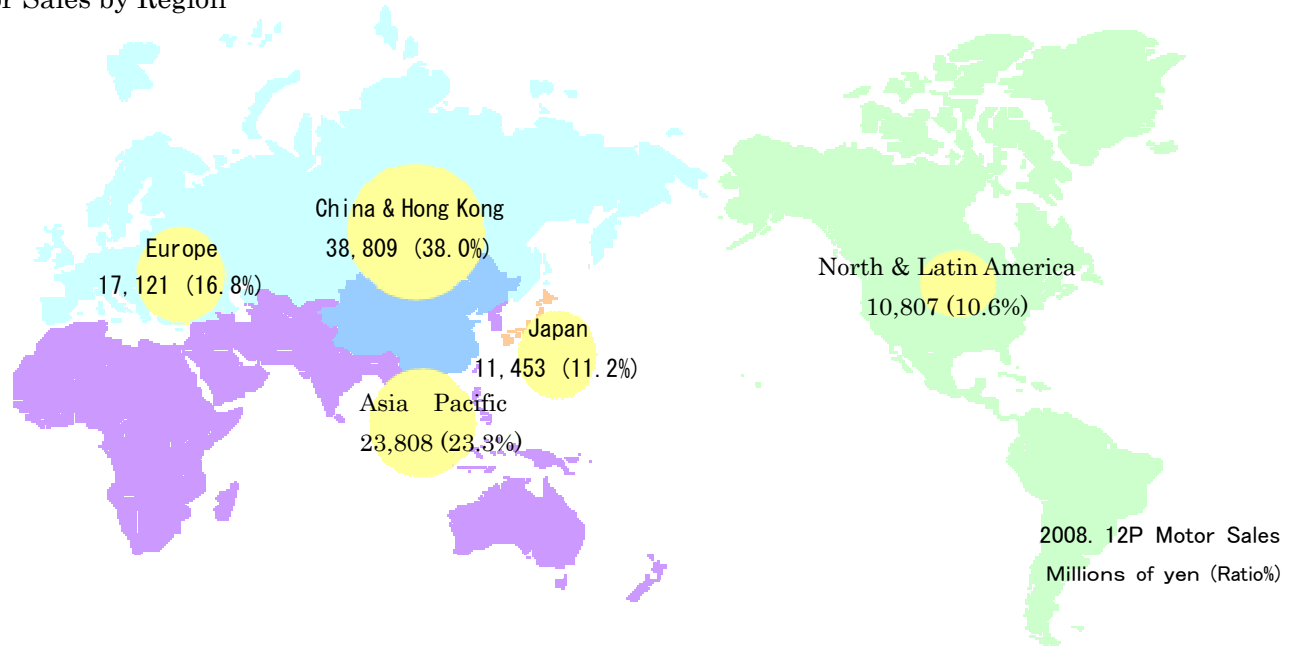 r Sales by Region
China & Hong Kong
38,809 (38.0%)
Europe
17,121 (16.8%)
North & Latin America
10,807 (10.6%)
Japan
11,453 (11.2%)
Asia Pacific
23,808 (23.3%)
2008. 12P Motor Sales
Millions of yen (Ratio%)